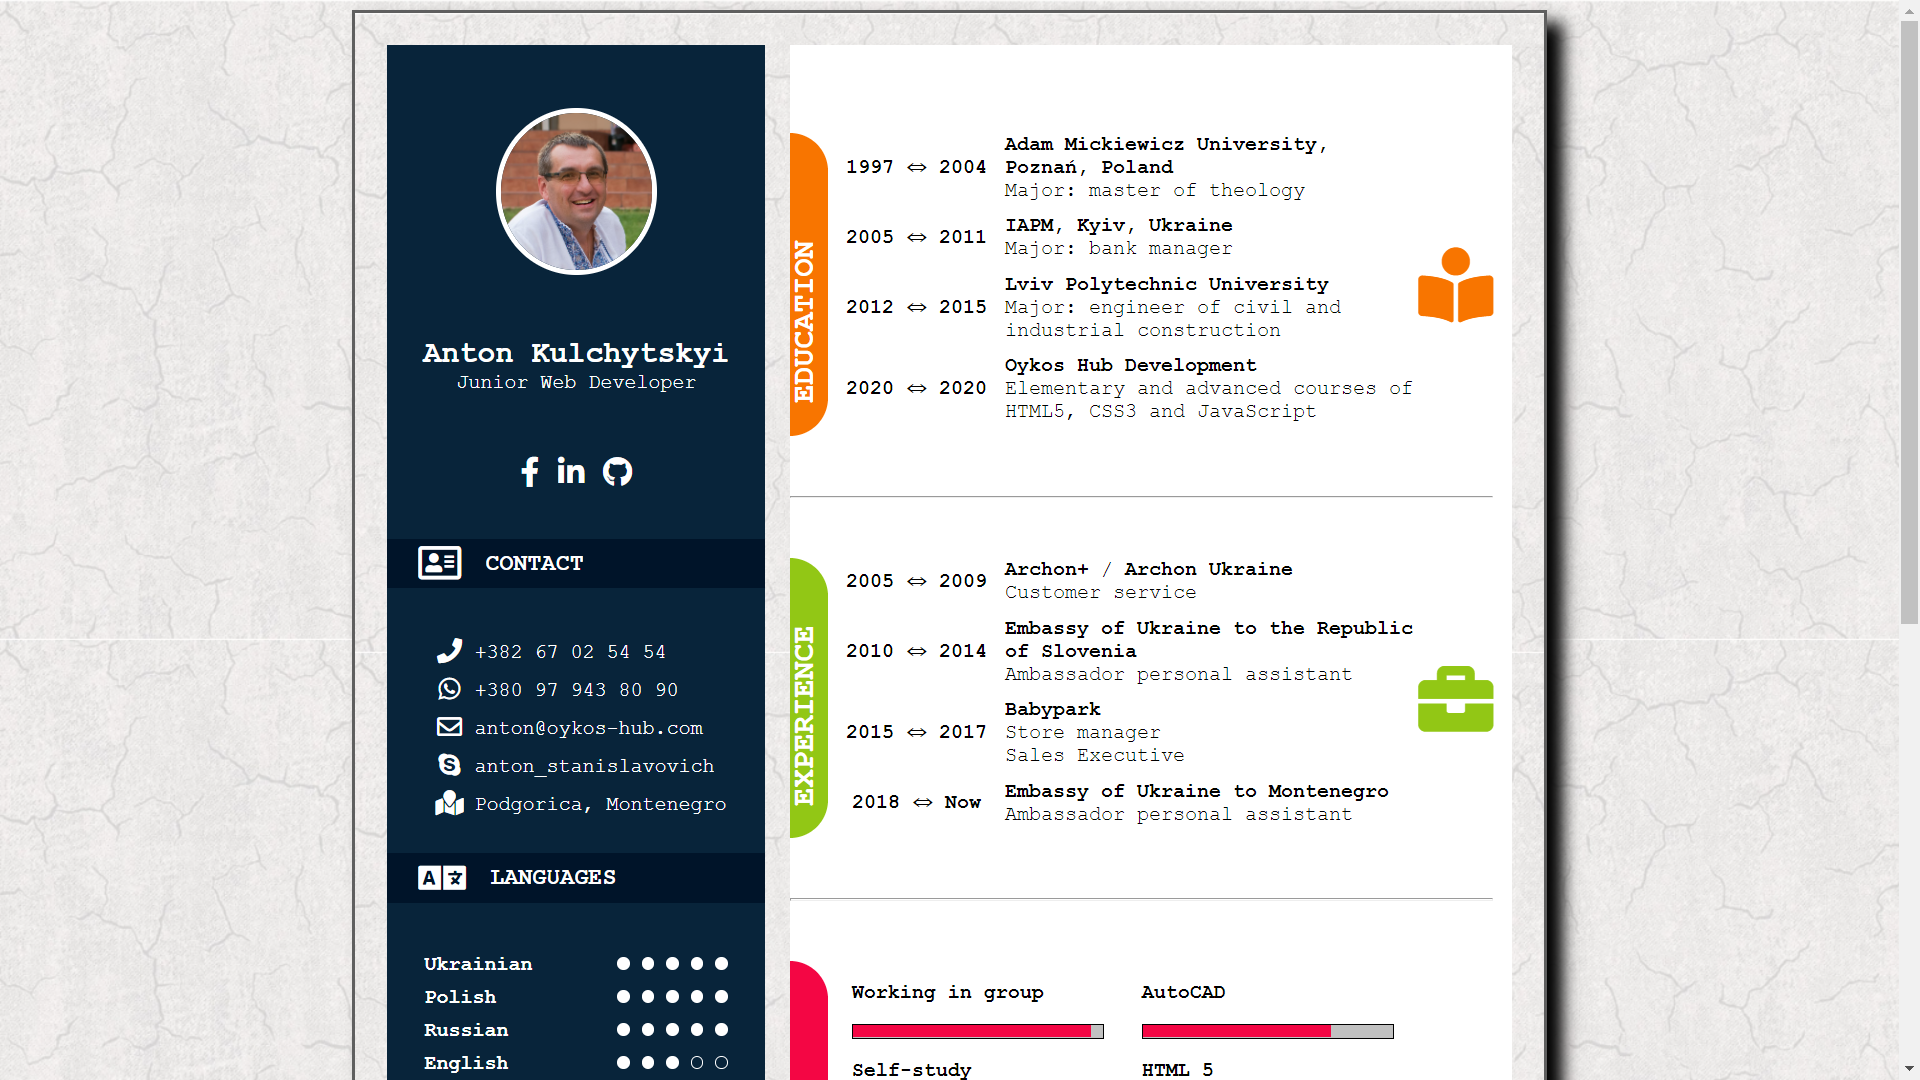 Anton Kulchytskyi
Junior Web Developer
CONTACT
+382 67 02 54 54
+380 97 943 80 90
anton@oykos-hub.com
anton_stanislavovich
Podgorica, Montenegro
LANGUAGES
Ukrainian
Polish
Russian
English
EDUCATION
1997 ⇔ 2004
Adam Mickiewicz University,
Poznań, Poland
Major: master of theology
2005 ⇔ 2011
IAPM, Kyiv, Ukraine
Major: bank manager
2012 ⇔ 2015
Lviv Polytechnic University
Major: engineer of civil and
industrial construction
2020 ⇔ 2020
Oykos Hub Development
Elementary and advanced courses of
HTML5, CSS3 and JavaScript
EXPERIENCE
2005 ⇔ 2009
Archon+ / Archon Ukraine
Customer service
2010 ⇔ 2014
Embassy of Ukraine to the Republic
of Slovenia
Ambassador personal assistant
2015 ⇔ 2017
Babypark
Store manager
Sales Executive
2018 ⇔ Now
Embassy of Ukraine to Montenegro
Ambassador personal assistant
Working in group
AutoCAD
Self-study
HTML 5